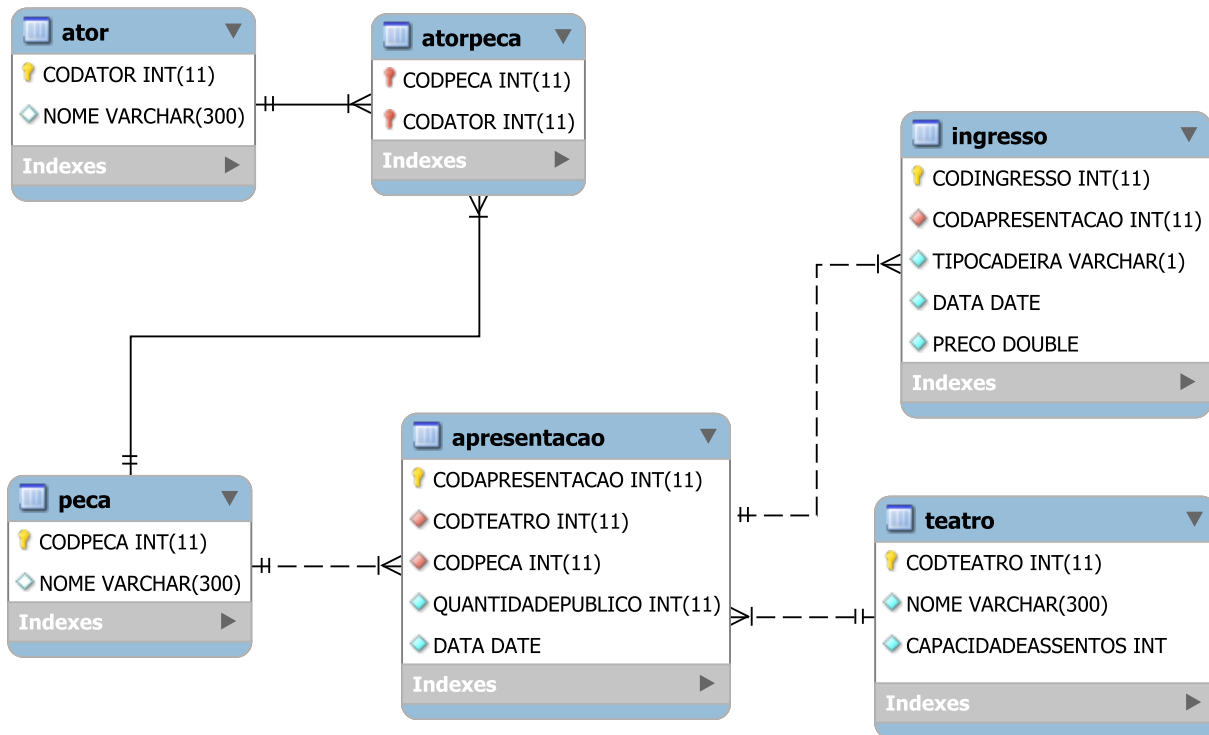 ator
CODATOR INT(11)
NOME VARCHAR(300)
Indexes
atorpeca
CODPECA INT(11)
CODATOR INT(11)
Indexes
ingresso
CODINGRESSO INT(11)
CODAPRESENTACAO INT(11)
TIPOCADEIRA VARCHAR(1)
DATA DATE
PRECO DOUBLE
Indexes
peca
CODPECA INT(11)
NOME VARCHAR(300)
Indexes
apresentacao
CODAPRESENTACAO INT(11)
CODTEATRO INT(11)
CODPECA INT(11)
QUANTIDADEPUBLICO INT(11)
DATA DATE
Indexes
teatro
CODTEATRO INT(11)
NOME VARCHAR(300)
CAPACIDADEASSENTOS INT
Indexes